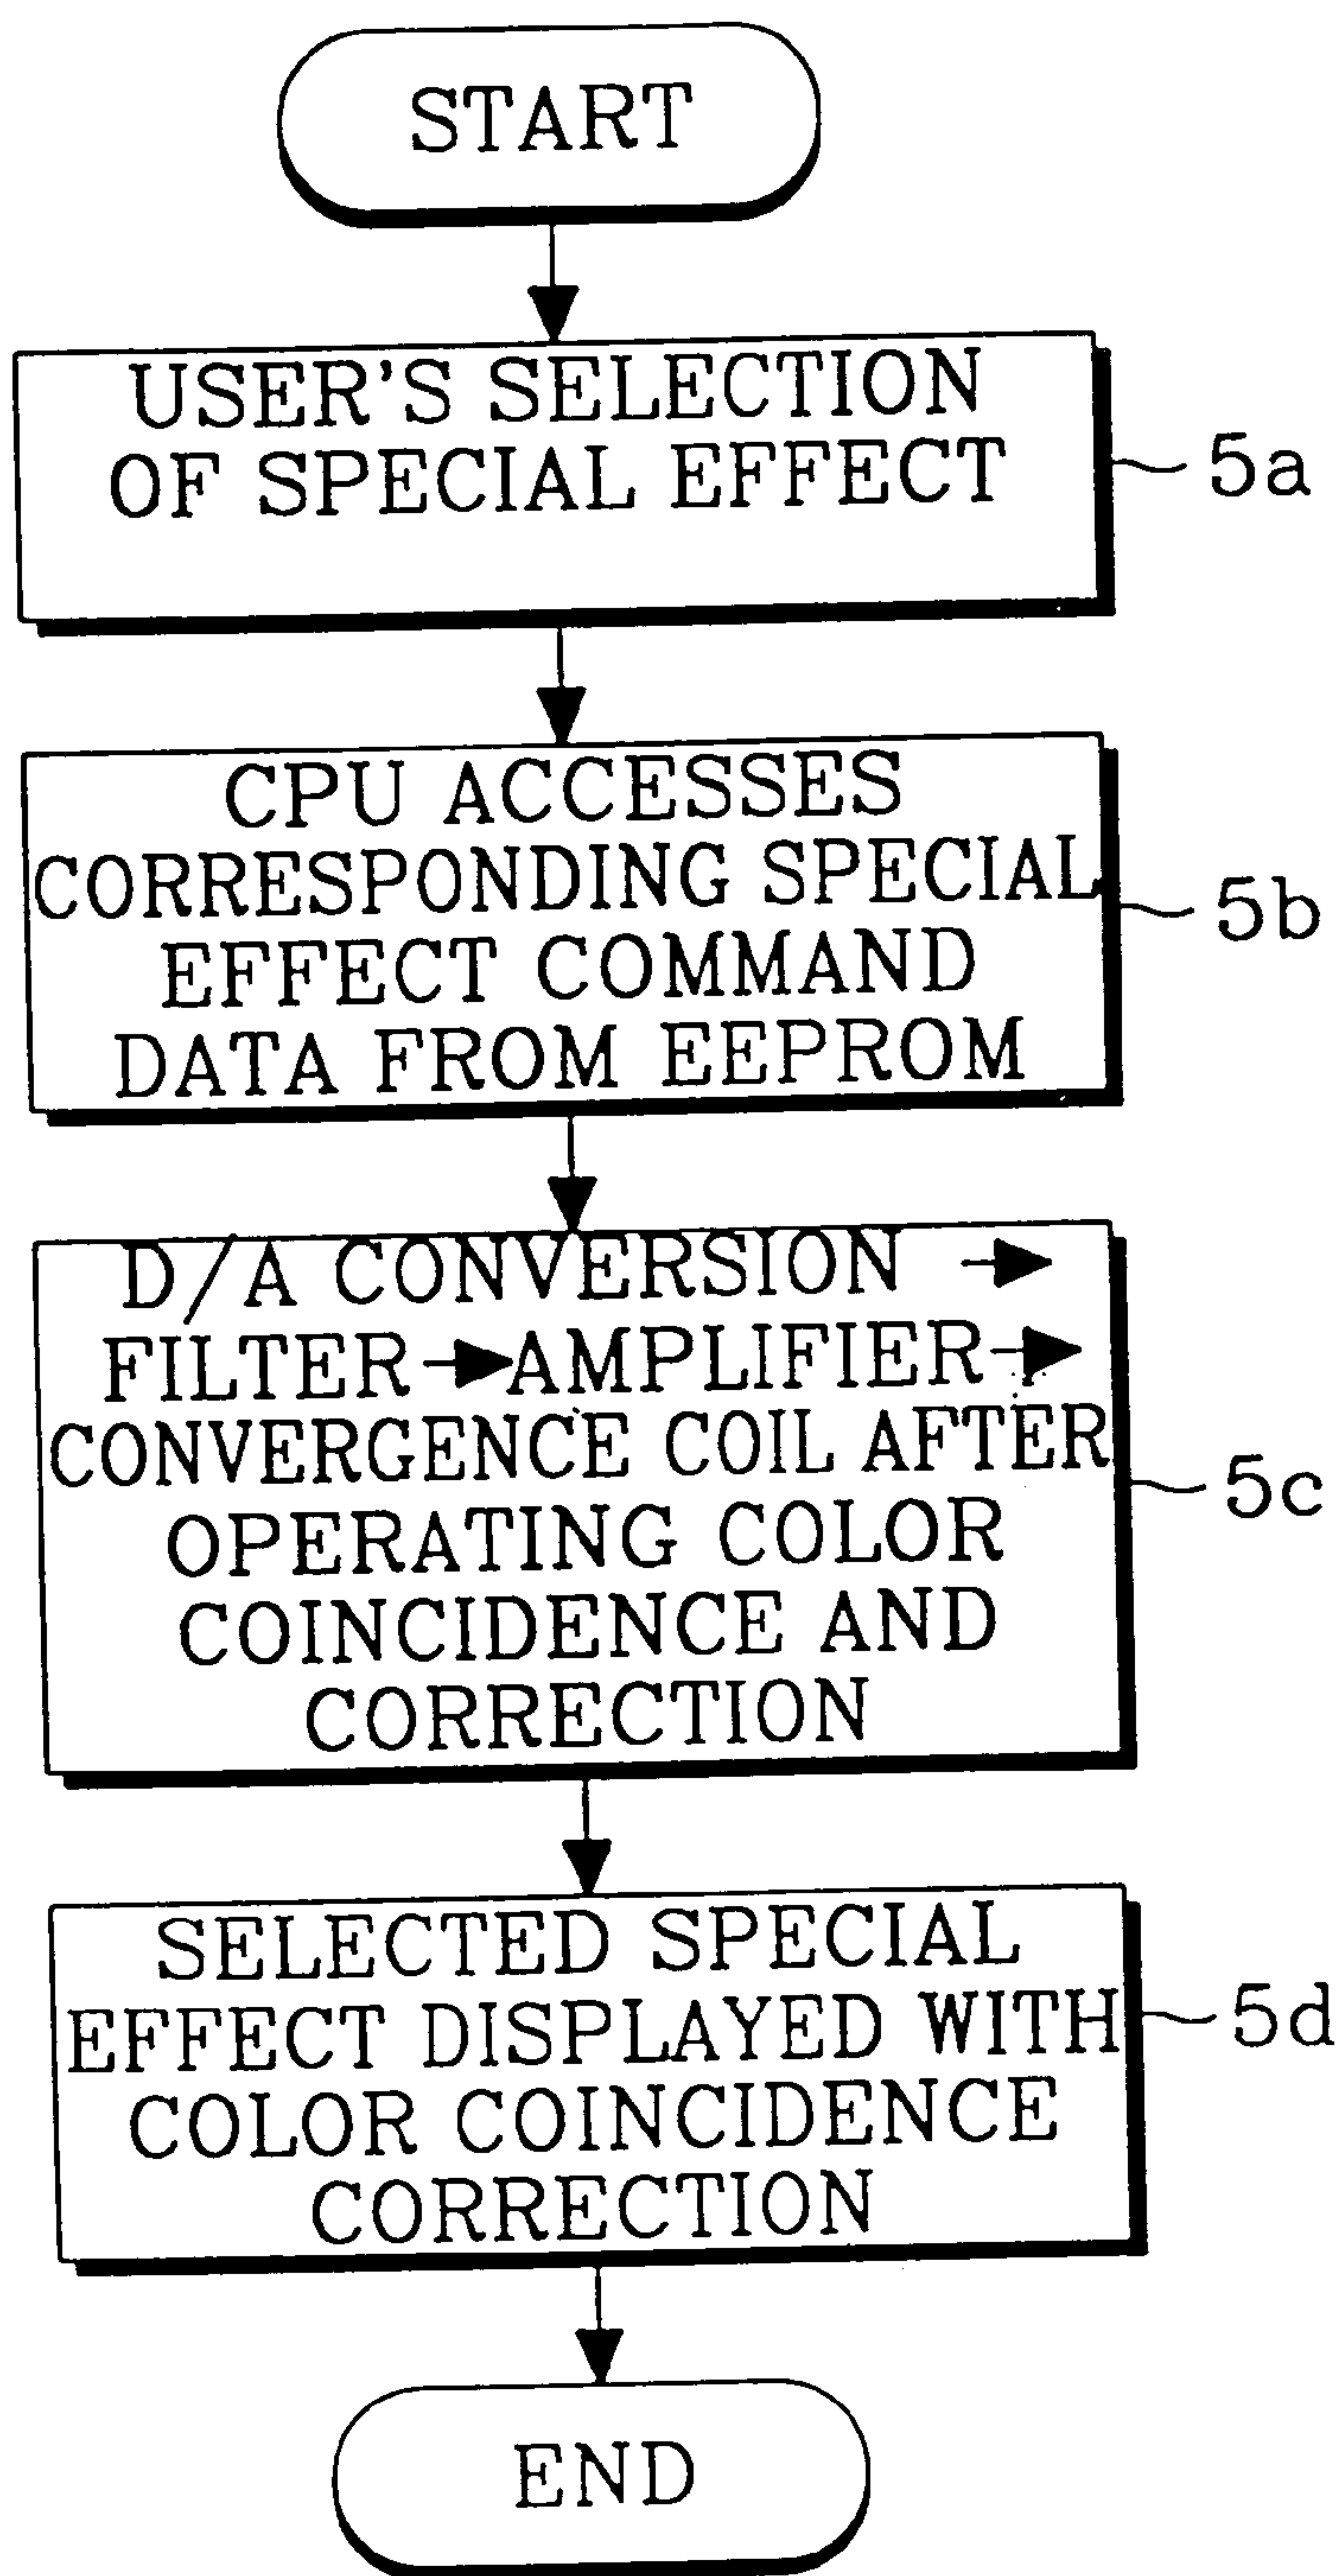 START
USER'S SELECTION
OF SPECIAL EFFECT
5a
CPU ACCESSES
CORRESPONDING SPECIAL
EFFECT COMMAND
DATA FROM EEPROM
5b
D/A CONVERSION →
FILTER→AMPLIFIER→
CONVERGENCE COIL AFTER
OPERATING COLOR
COINCIDENCE AND
CORRECTION
5c
SELECTED SPECIAL
EFFECT DISPLAYED WITH
COLOR COINCIDENCE
CORRECTION
5d
END